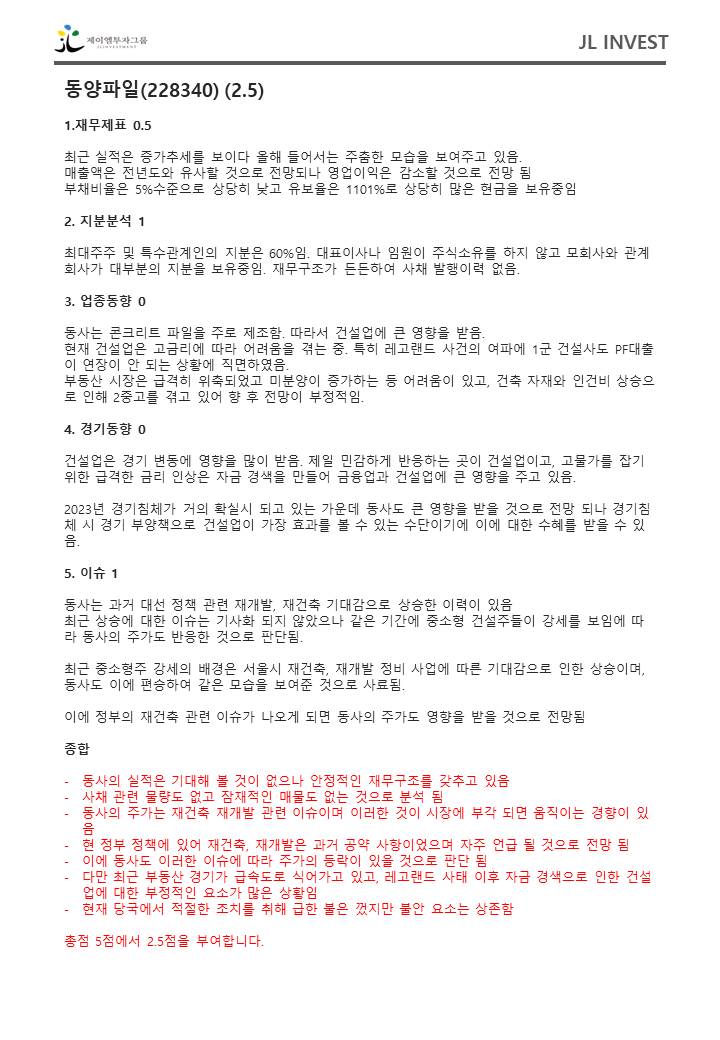 제이엘투자그룹
JLINVESTMENT
JL INVEST
동양파일(228340) (2.5)
1.재무제표 0.5
최근 실적은 증가추세를 보이다 올해 들어서는 주춤한 모습을 보여주고 있음.
매출액은 전년도와 유사할 것으로 전망되나 영업이익은 감소할 것으로 전망 됨
부채비율은 5%수준으로 상당히 낮고 유보율은 1101%로 상당히 많은 현금을 보유중임
2. 지분분석 1
최대주주 및 특수관계인의 지분은 60%임. 대표이사나 임원이 주식소유를 하지 않고 모회사와 관계
회사가 대부분의 지분을 보유중임. 재무구조가 든든하여 사채 발행이력 없음.
3. 업종동향 0
동사는 콘크리트 파일을 주로 제조함. 따라서 건설업에 큰 영향을 받음.
현재 건설업은 고금리에 따라 어려움을 겪는 중. 특히 레고랜드 사건의 여파에 1군 건설사도 PF대출
이 연장이 안 되는 상황에 직면하였음.
부동산 시장은 급격히 위축되었고 미분양이 증가하는 등 어려움이 있고, 건축 자재와 인건비 상승으
로 인해 2중고를 겪고 있어 향 후 전망이 부정적임.
4. 경기동향 0
건설업은 경기 변동에 영향을 많이 받음. 제일 민감하게 반응하는 곳이 건설업이고, 고물가를 잡기
위한 급격한 금리 인상은 자금 경색을 만들어 금융업과 건설업에 큰 영향을 주고 있음.
2023년 경기침체가 거의 확실시 되고 있는 가운데 동사도 큰 영향을 받을 것으로 전망 되나 경기침
체 시 경기 부양책으로 건설업이 가장 효과를 볼 수 있는 수단이기에 이에 대한 수혜를 받을 수 있
음.
5. 이슈 1
동사는 과거 대선 정책 관련 재개발, 재건축 기대감으로 상승한 이력이 있음
최근 상승에 대한 이슈는 기사화 되지 않았으나 같은 기간에 중소형 건설주들이 강세를 보임에 따
라 동사의 주가도 반응한 것으로 판단됨.
최근 중소형주 강세의 배경은 서울시 재건축, 재개발 정비 사업에 따른 기대감으로 인한 상승이며,
동사도 이에 편승하여 같은 모습을 보여준 것으로 사료됨.
이에 정부의 재건축 관련 이슈가 나오게 되면 동사의 주가도 영향을 받을 것으로 전망됨
종합
- 동사의 실적은 기대해 볼 것이 없으나 안정적인 재무구조를 갖추고 있음
- 사채 관련 물량도 없고 잠재적인 매물도 없는 것으로 분석 됨
- 동사의 주가는 재건축 재개발 관련 이슈이며 이러한 것이 시장에 부각 되면 움직이는 경향이 있
음
- 현 정부 정책에 있어 재건축, 재개발은 과거 공약 사항이었으며 자주 언급 될 것으로 전망 됨
- 이에 동사도 이러한 이슈에 따라 주가의 등락이 있을 것으로 판단 됨
- 다만 최근 부동산 경기가 급속도로 식어가고 있고, 레고랜드 사태 이후 자금 경색으로 인한 건설
업에 대한 부정적인 요소가 많은 상황임
- 현재 당국에서 적절한 조치를 취해 급한 불은 껐지만 불안 요소는 상존함
총점 5점에서 2.5점을 부여합니다.